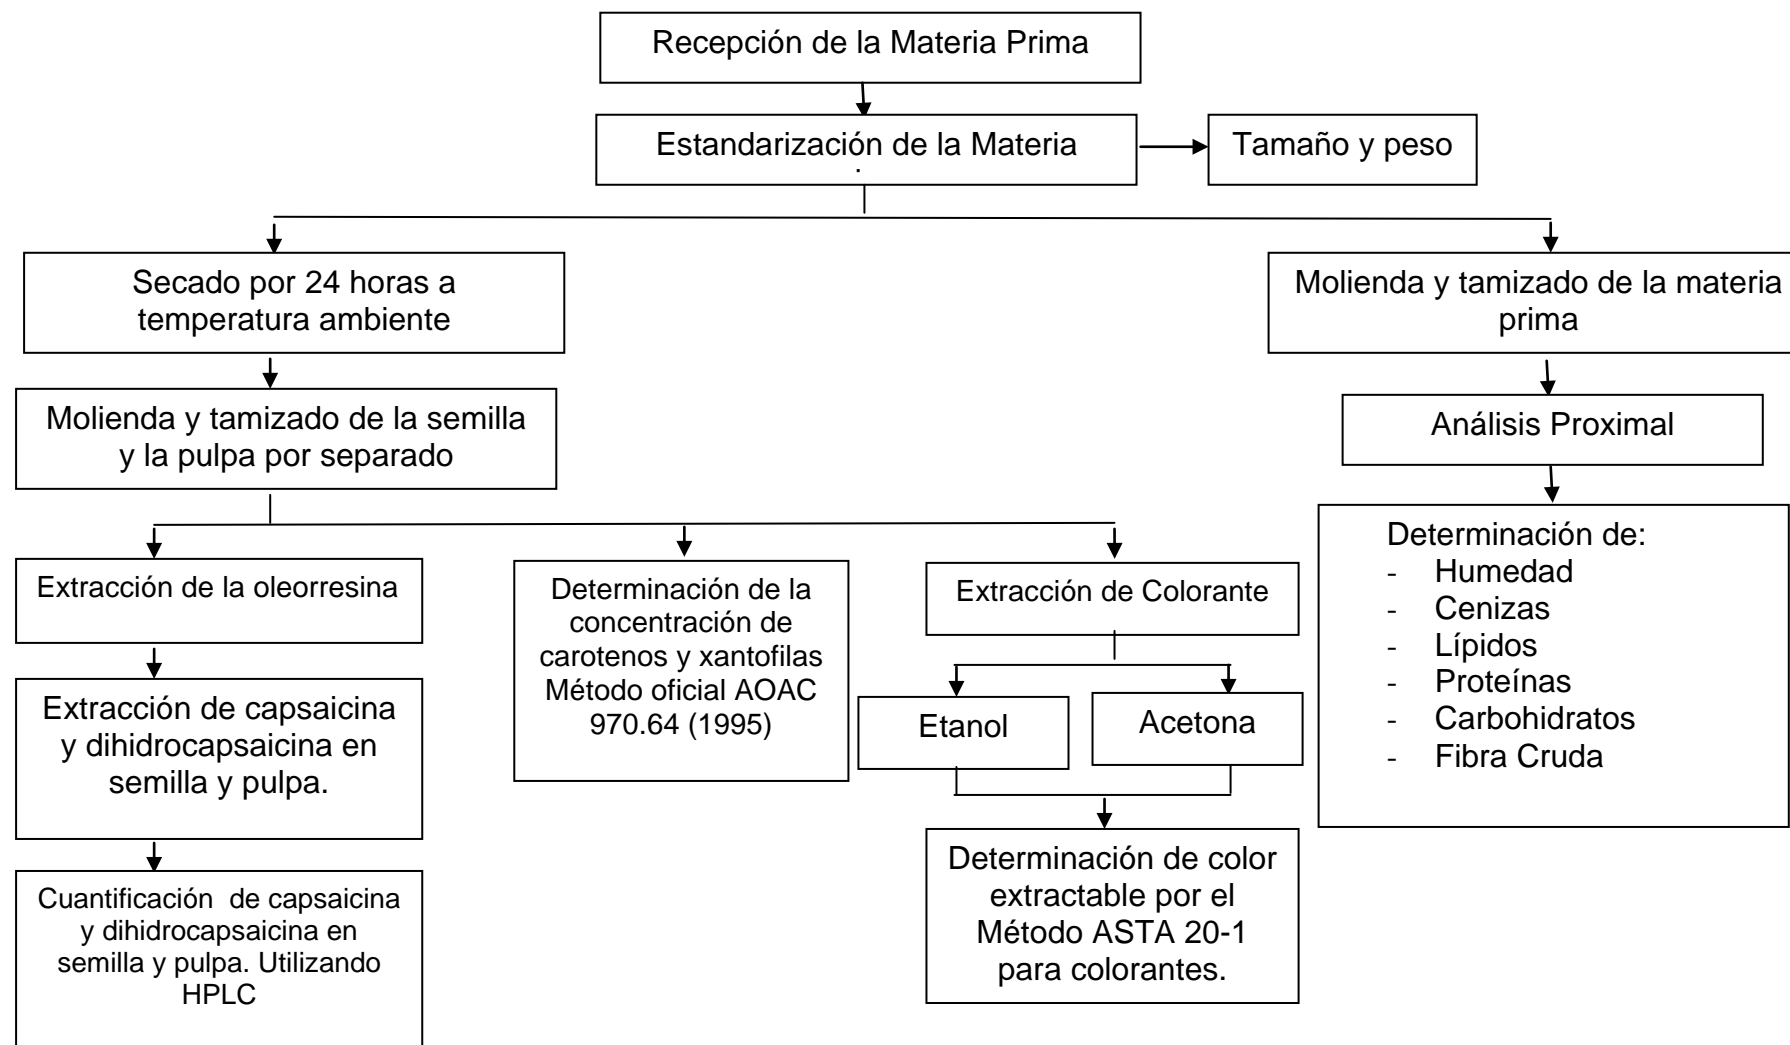 Recepción de la Materia Prima
Estandarización de la Materia
Tamaño y peso
Secado por 24 horas a
temperatura ambiente
Molienda y tamizado de la materia
prima
Molienda y tamizado de la semilla
y la pulpa por separado
Análisis Proximal
Extracción de la oleorresina
Determinación de la
concentración de
carotenos y xantofilas
Método oficial AOAC
970.64 (1995)
Extracción de Colorante
Determinación de:
- Humedad
- Cenizas
- Lípidos
- Proteínas
- Carbohidratos
- Fibra Cruda
Extracción de capsaicina
y dihidrocapsaicina en
semilla y pulpa.
Etanol
Acetona
Cuantificación de capsaicina
y dihidrocapsaicina en
semilla y pulpa. Utilizando
HPLC
Determinación de color
extractable por el
Método ASTA 20-1
para colorantes.